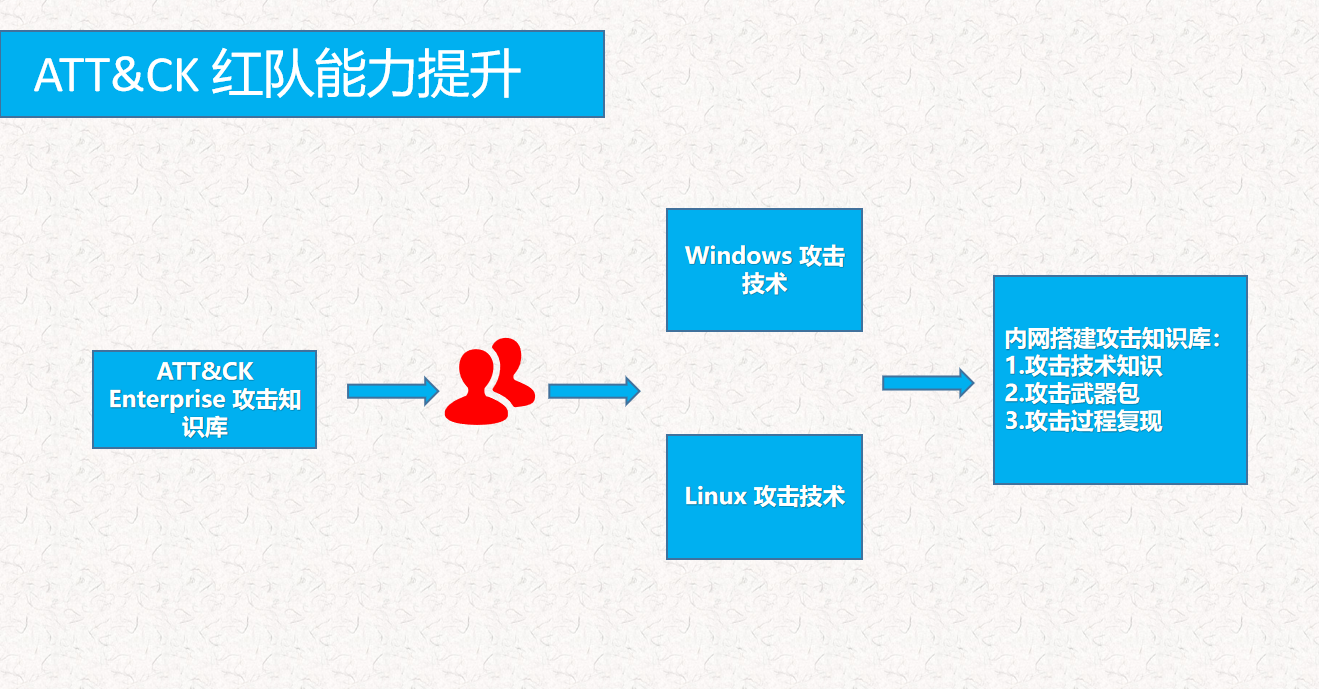 ATT&CK 红队能力提升
ATT&CK
Enterprise 攻击知
识库
Windows 攻击
技术
Linux 攻击技术
内网搭建攻击知识库：
1.攻击技术知识
2.攻击武器包
3.攻击过程复现